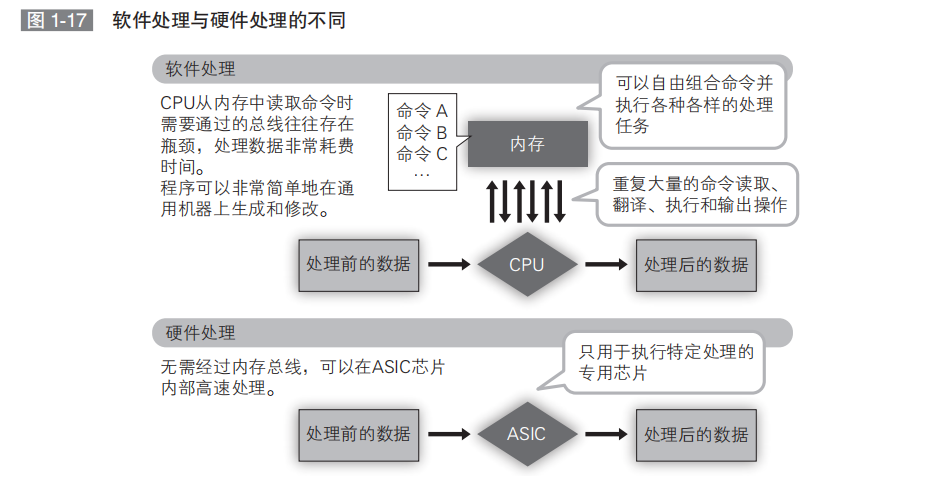 图 1-17 软件处理与硬件处理的不同
软件处理
CPU从内存中读取命令时
需要通过的总线往往存在
瓶颈，处理数据非常耗费
时间。
程序可以非常简单地在通
用机器上生成和修改。
命令 A
命令 B
命令 C
…
内存
可以自由组合命令并
执行各种各样的处理
任务
重复大量的命令读取、
翻译、执行和输出操作
处理前的数据
CPU
处理后的数据
硬件处理
无需经过内存总线，可以在ASIC芯片
内部高速处理。
只用于执行特定处理的
专用芯片
处理前的数据
ASIC
处理后的数据